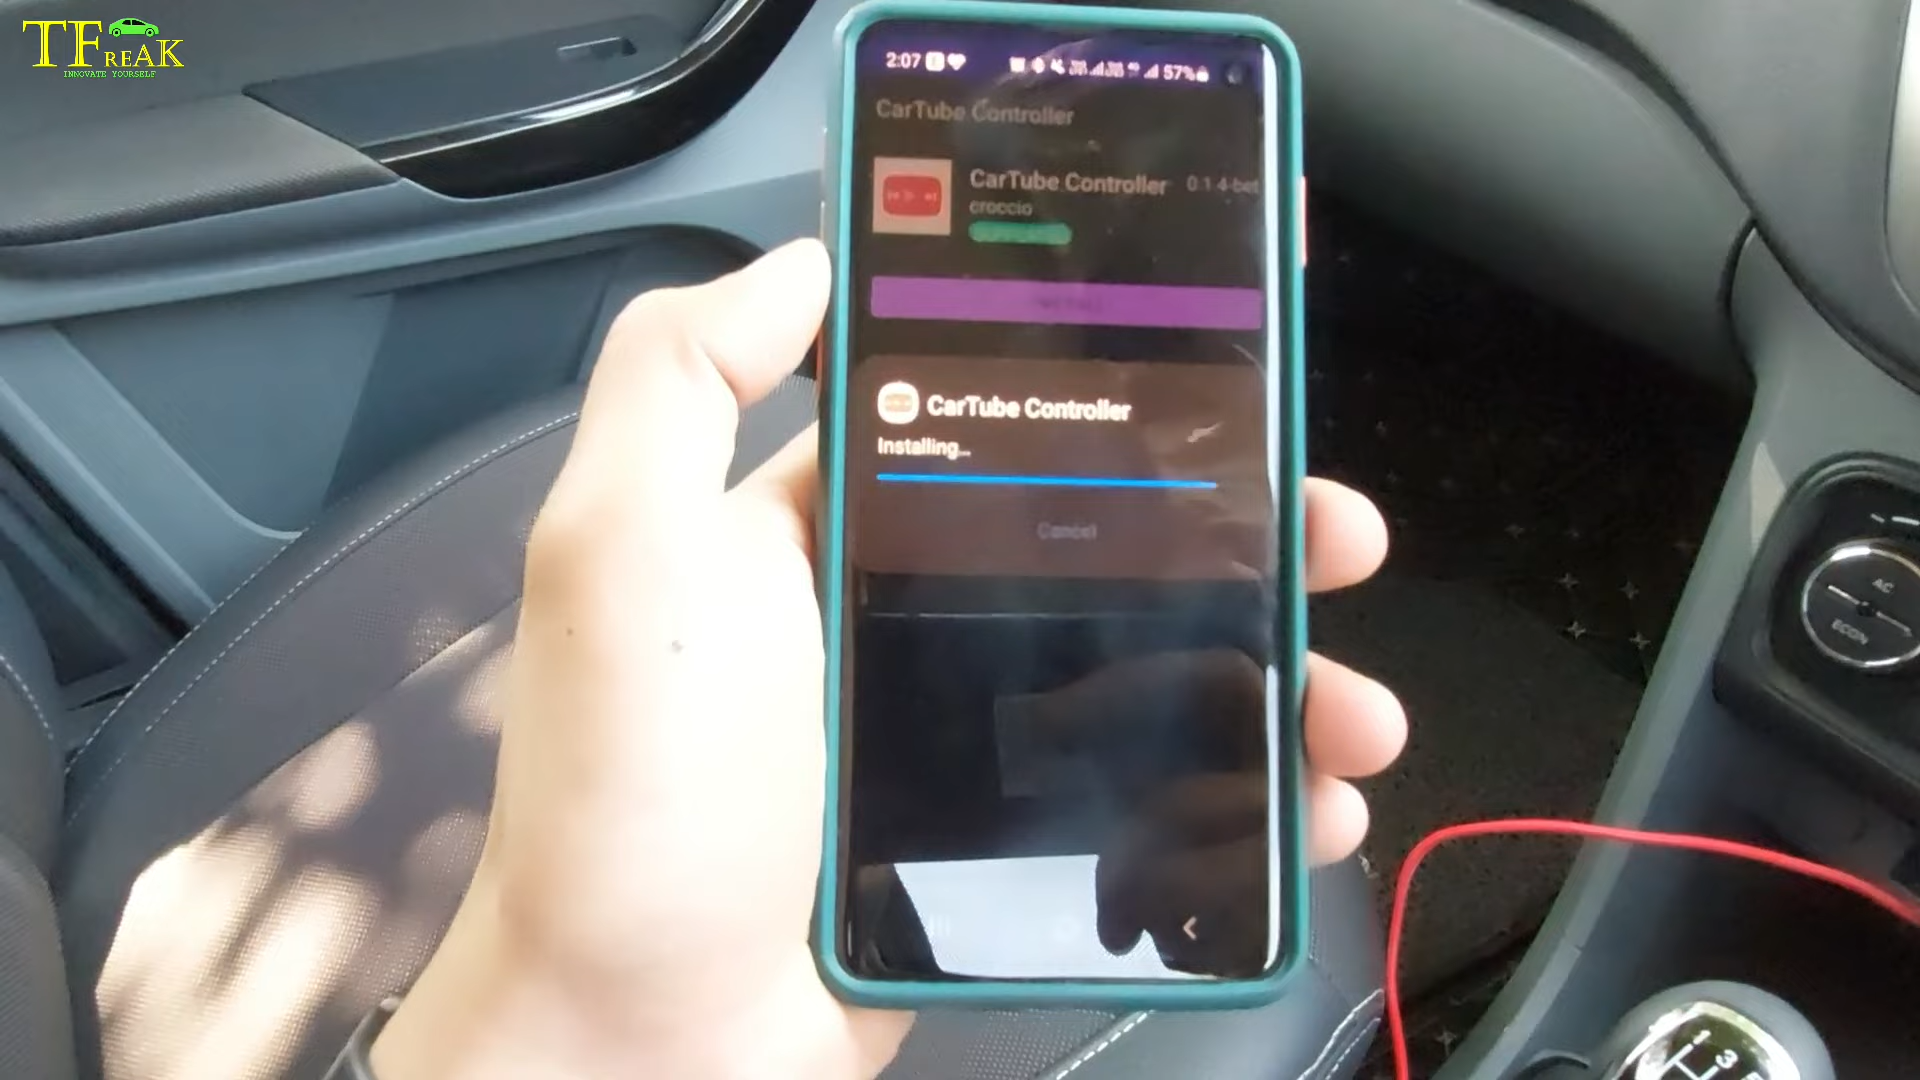 TFREAK
INNOVATE YOURSELF
2:07
57%
CarTube Controller
CarTube Controller 0.1.4-bet
croccio
CarTube Controller
Installing...
Cancel
AC
ECON
3